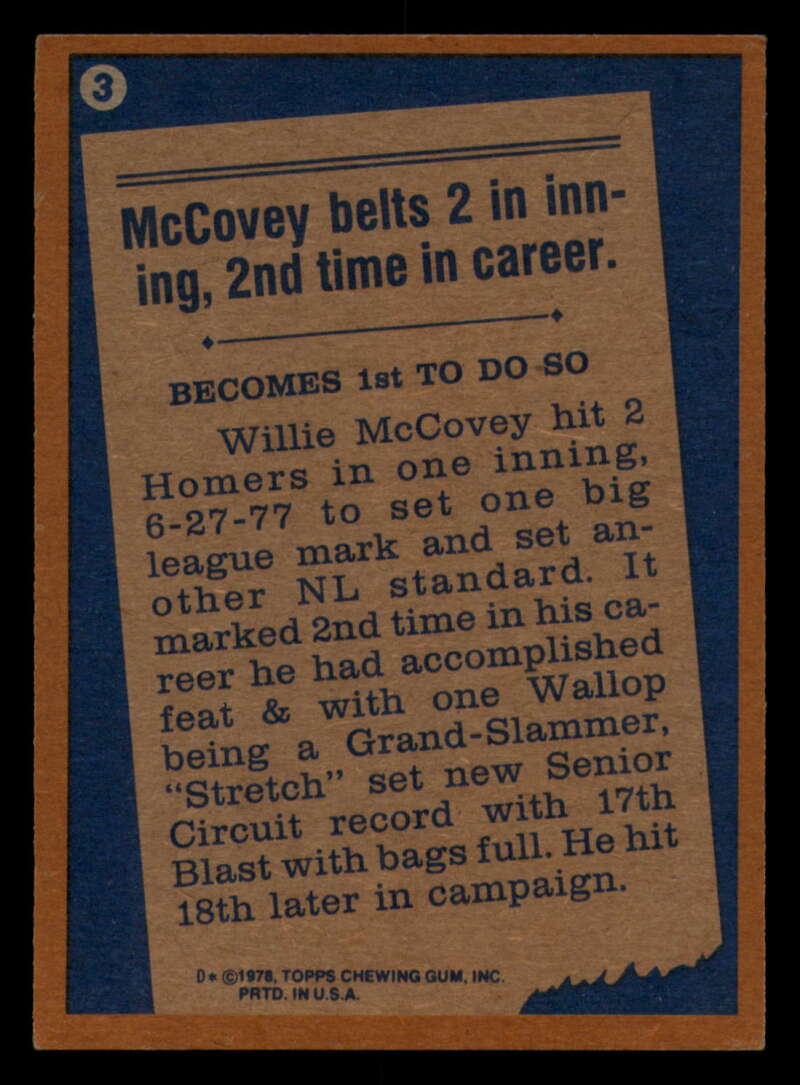 3
McCovey belts 2 in inn-
ing, 2nd time in career.
BECOMES 1st TO DO SO
Willie McCovey hit 2
Homers in one inning,
6-27-77 to set one big
league mark and set an-
other NL standard. It
marked 2nd time in his ca-
reer he had accomplished
feat & with one Wallop
being a Grand-Slammer,
"Stretch" set new Senior
Circuit record with 17th
Blast with bags full. He hit
18th later in campaign.
D* ©1978, TOPPS CHEWING GUM, INC.
PRTD. IN U.S.A.